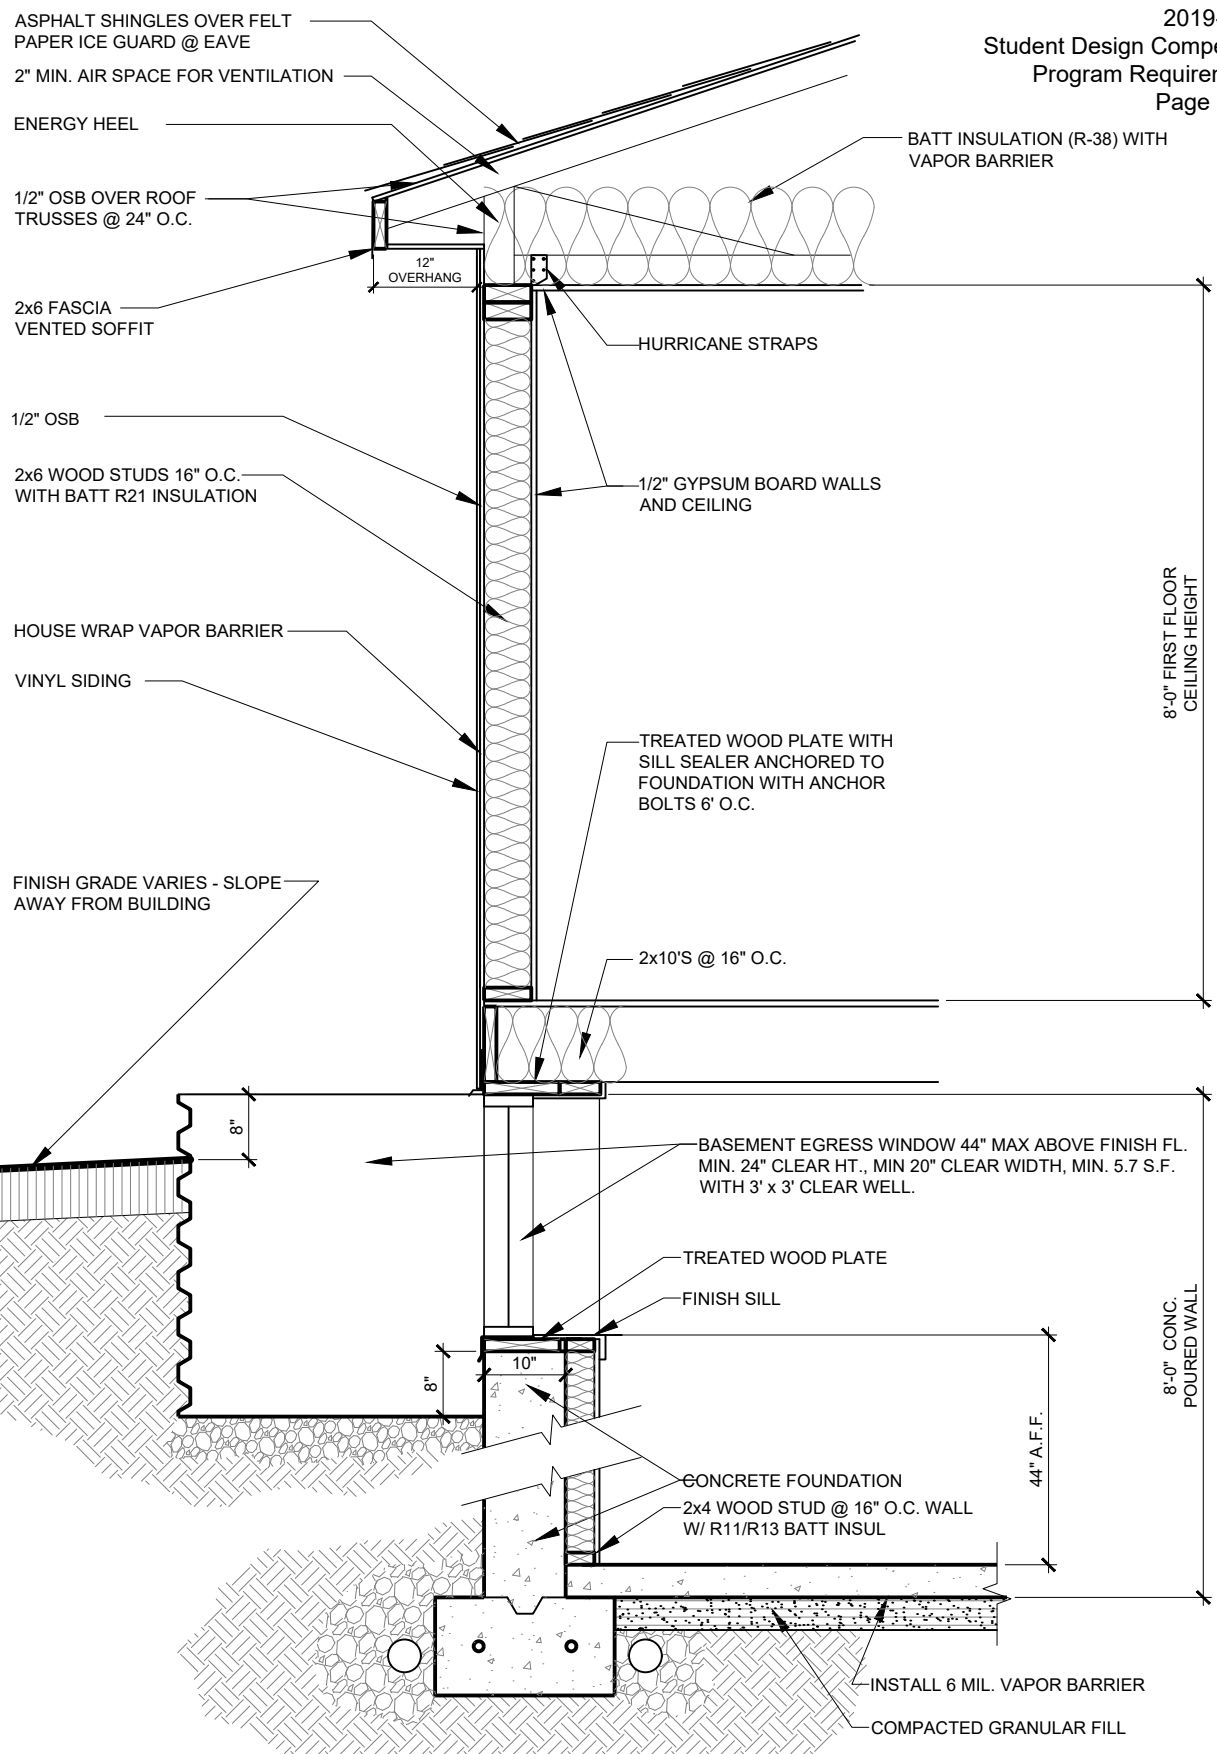 2019-
Student Design Compe
Program Requirer
Page
ASPHALT SHINGLES OVER FELT
PAPER ICE GUARD @ EAVE
2" MIN. AIR SPACE FOR VENTILATION
ENERGY HEEL
BATT INSULATION (R-38) WITH
VAPOR BARRIER
1/2" OSB OVER ROOF
TRUSSES @ 24" O.C.
12"
OVERHANG
2x6 FASCIA
VENTED SOFFIT
HURRICANE STRAPS
1/2" OSB
2x6 WOOD STUDS 16" O.C.
WITH BATT R21 INSULATION
1/2" GYPSUM BOARD WALLS
AND CEILING
8'-0" FIRST FLOOR
CEILING HEIGHT
HOUSE WRAP VAPOR BARRIER
VINYL SIDING
TREATED WOOD PLATE WITH
SILL SEALER ANCHORED TO
FOUNDATION WITH ANCHOR
BOLTS 6' O.C.
FINISH GRADE VARIES - SLOPE
AWAY FROM BUILDING
2x10'S @ 16" O.C.
8"
BASEMENT EGRESS WINDOW 44" MAX ABOVE FINISH FL.
MIN. 24" CLEAR HT., MIN 20" CLEAR WIDTH, MIN. 5.7 S.F.
WITH 3' x 3' CLEAR WELL.
TREATED WOOD PLATE
FINISH SILL
8'-0" CONC.
POURED WALL
10"
8"
44" A.F.F.
CONCRETE FOUNDATION
2x4 WOOD STUD @ 16" O.C. WALL
W/ R11/R13 BATT INSUL
INSTALL 6 MIL. VAPOR BARRIER
COMPACTED GRANULAR FILL